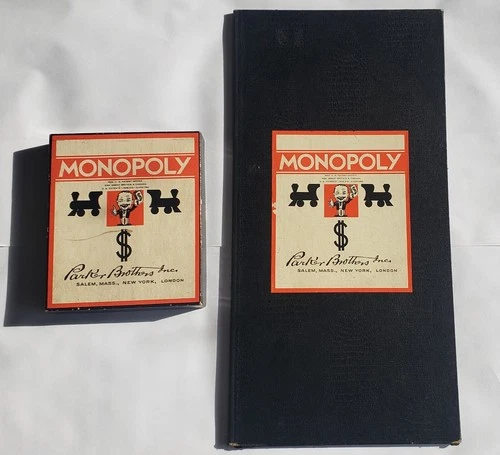 MONOPOLY
$
Parker Brothers Inc.
SALEM, MASS., NEW YORK, LONDON
MONOPOLY
$
Parker Brothers Inc.
SALEM, MASS., NEW YORK, LONDON